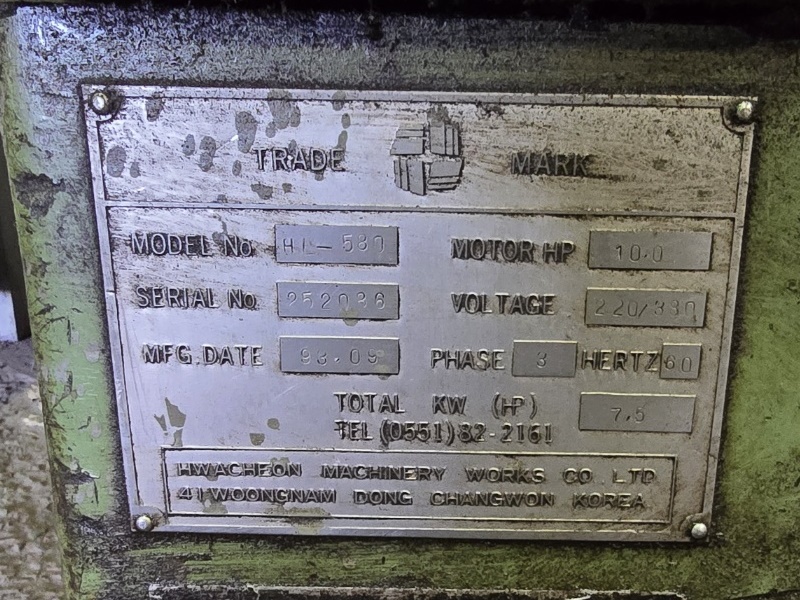 TRADE MARK
MODEL No HL-580 MOTOR HP 10.0
SERIAL No. 252036 VOLTAGE 220/380
MFG. DATE 93.09 PHASE 3 HERTZ 60
TOTAL KW (HP) 7.5
TEL (0551) 82-2161
HWACHEON MACHINERY WORKS CO. LTD
41 WOONGNAM DONG CHANGWON KOREA